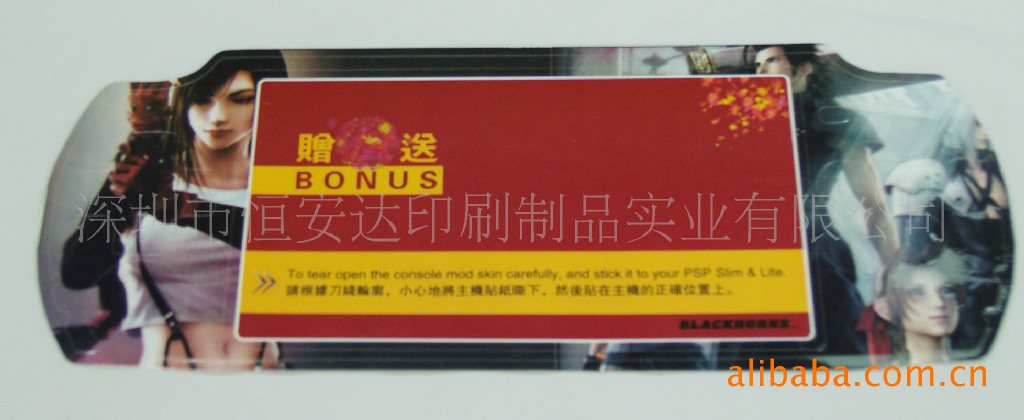 贈送
BONUS
深圳市恒安达印刷制品实业有限公司
To tear open the console mod skin carefully, and stick it to your PSP Slim & Lite.
請根據刀綫輪廓，小心地將主機貼紙撕下，然後貼在主機的正確位置上。
BLACKHORNS
alibaba.com.cn